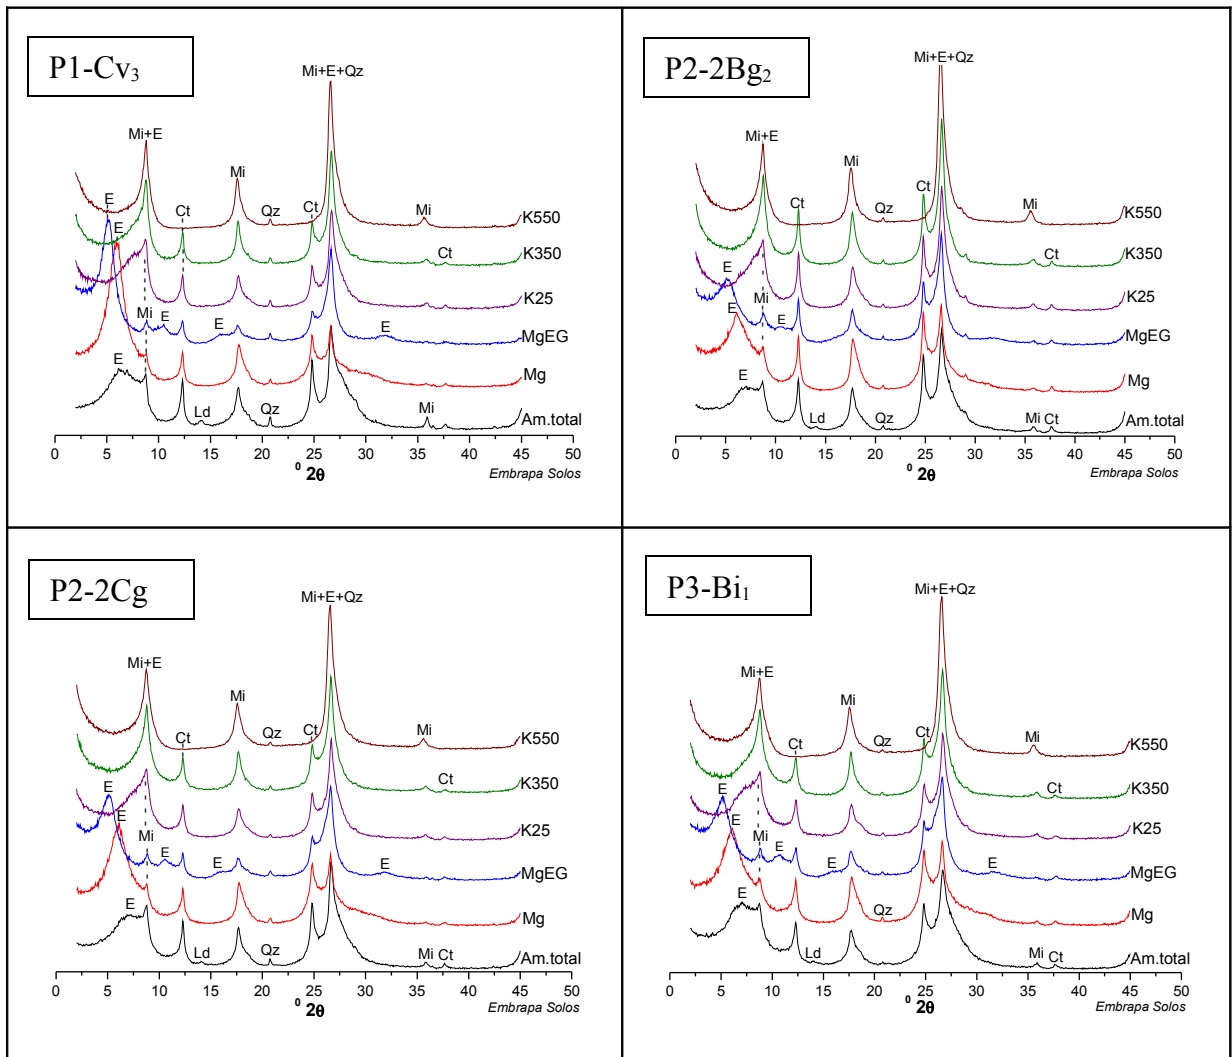 P1-Cv₃
Mi+E+Qz
Mi+E
E
E
Ct
Mi
Qz
Ct
Mi
K550
Ct
K350
K25
Mi
E
E
E
MgEG
E
Mg
Ld
Qz
Mi
Am.total
0 5 10 15 20 25 30 35 40 45 50
⁰ 2θ
Embrapa Solos
P2-2Bg₂
Mi+E+Qz
Mi+E
Mi
Ct
Ct
Qz
Mi
K550
Ct
K350
E
K25
E
Mi
E
MgEG
E
Mg
Ld
Qz
Mi Ct
Am.total
0 5 10 15 20 25 30 35 40 45 50
⁰ 2θ
Embrapa Solos
P2-2Cg
Mi+E+Qz
Mi+E
Mi
Ct
Qz
Ct
Mi
K550
Ct
K350
E
E
K25
Mi
E
E
E
MgEG
E
Mg
Ld
Qz
Mi Ct
Am.total
0 5 10 15 20 25 30 35 40 45 50
⁰ 2θ
Embrapa Solos
P3-Bi₁
Mi+E+Qz
Mi+E
Mi
Ct
Qz
Ct
Mi
K550
Ct
K350
E
E
K25
Mi
E
E
E
MgEG
E
Qz
Mg
Ld
Mi
Ct
Am.total
0 5 10 15 20 25 30 35 40 45 50
⁰ 2θ
Embrapa Solos